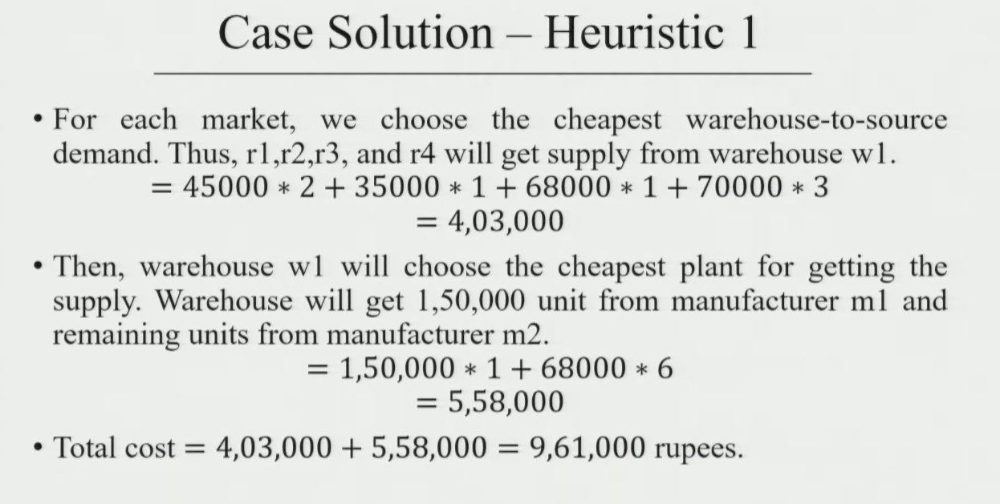 Case Solution – Heuristic 1
• For each market, we choose the cheapest warehouse-to-source
demand. Thus, r1,r2,r3, and r4 will get supply from warehouse w1.
= 45000 ∗ 2 + 35000 ∗ 1 + 68000 ∗ 1 + 70000 ∗ 3
= 4,03,000
• Then, warehouse w1 will choose the cheapest plant for getting the
supply. Warehouse will get 1,50,000 unit from manufacturer m1 and
remaining units from manufacturer m2.
= 1,50,000 ∗ 1 + 68000 ∗ 6
= 5,58,000
• Total cost = 4,03,000 + 5,58,000 = 9,61,000 rupees.